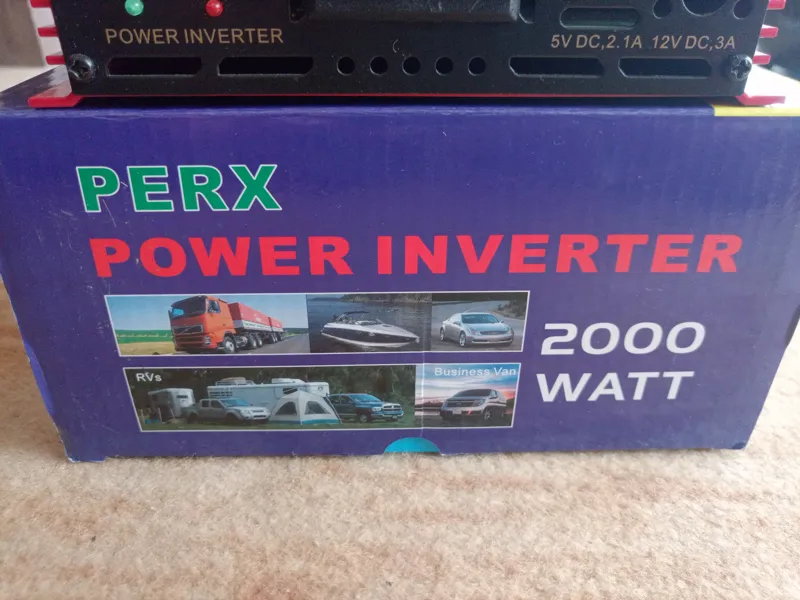 POWER INVERTER
5V DC,2.1A 12V DC,3A
PERX
POWER INVERTER
2000
WATT
RVs
Business Van